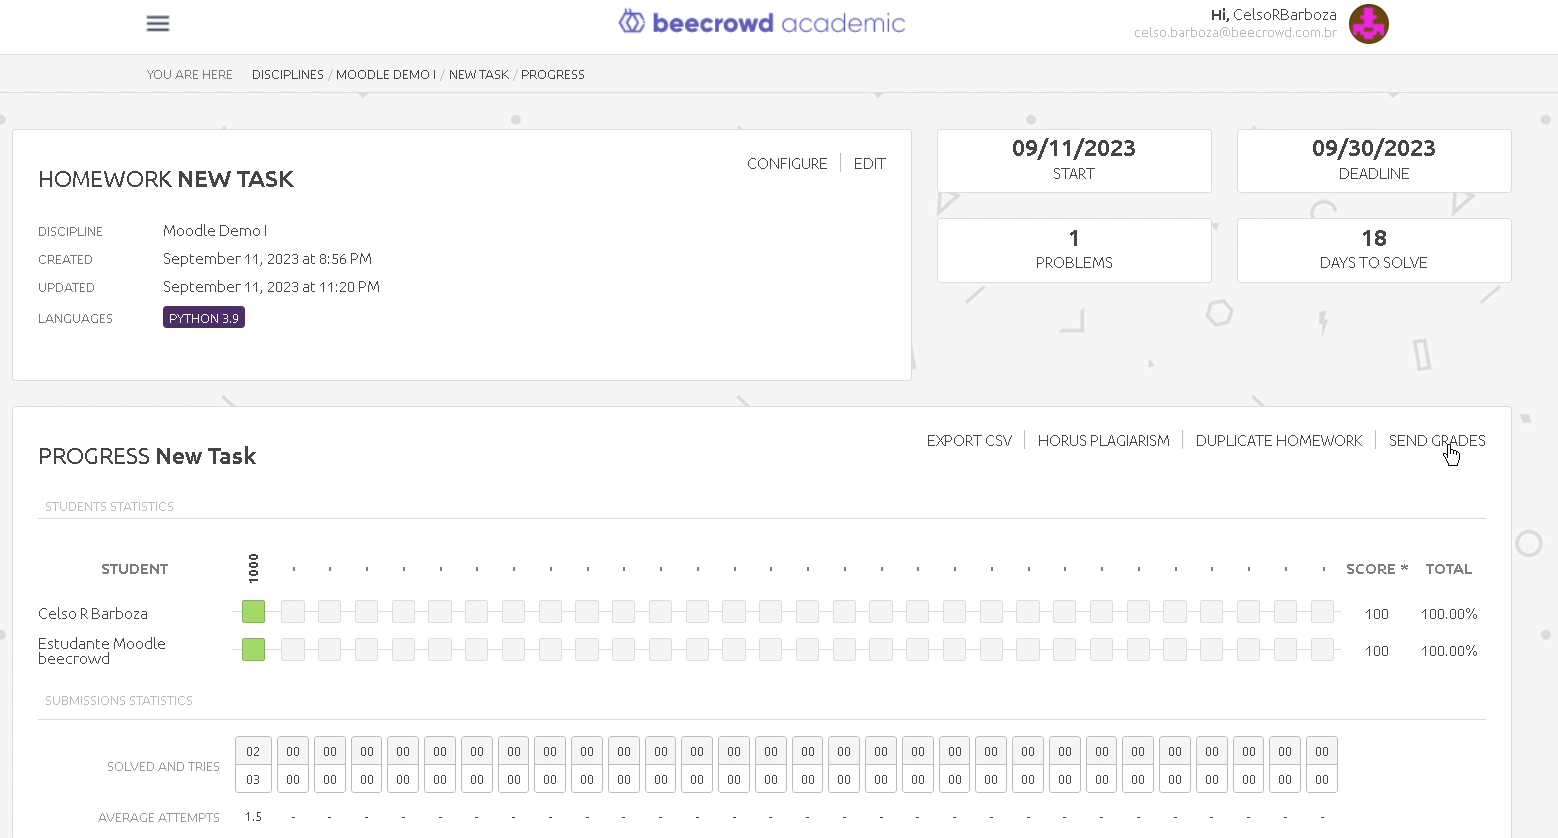 beecrowd academic
Hi, CelsoRBarboza
celso.barboza@beecrowd.com.br
YOU ARE HERE DISCIPLINES / MOODLE DEMO I / NEW TASK / PROGRESS
HOMEWORK NEW TASK
CONFIGURE EDIT
DISCIPLINE Moodle Demo I
CREATED September 11, 2023 at 8:56 PM
UPDATED September 11, 2023 at 11:20 PM
LANGUAGES PYTHON 3.9
09/11/2023
START
09/30/2023
DEADLINE
1
PROBLEMS
18
DAYS TO SOLVE
PROGRESS New Task
EXPORT CSV HORUS PLAGIARISM DUPLICATE HOMEWORK SEND GRADES
STUDENTS STATISTICS
STUDENT 1000 - - - - - - - - - - - - - - - - - - - - - - - - - - - - - SCORE * TOTAL
Celso R Barboza 100 100.00%
Estudante Moodle
beecrowd 100 100.00%
SUBMISSIONS STATISTICS
SOLVED AND TRIES
02 00 00 00 00 00 00 00 00 00 00 00 00 00 00 00 00 00 00 00 00 00 00 00 00 00 00 00 00 00
03 00 00 00 00 00 00 00 00 00 00 00 00 00 00 00 00 00 00 00 00 00 00 00 00 00 00 00 00 00
AVERAGE ATTEMPTS 1.5 - - - - - - - - - - - - - - - - - - - - - - - - - - - - -